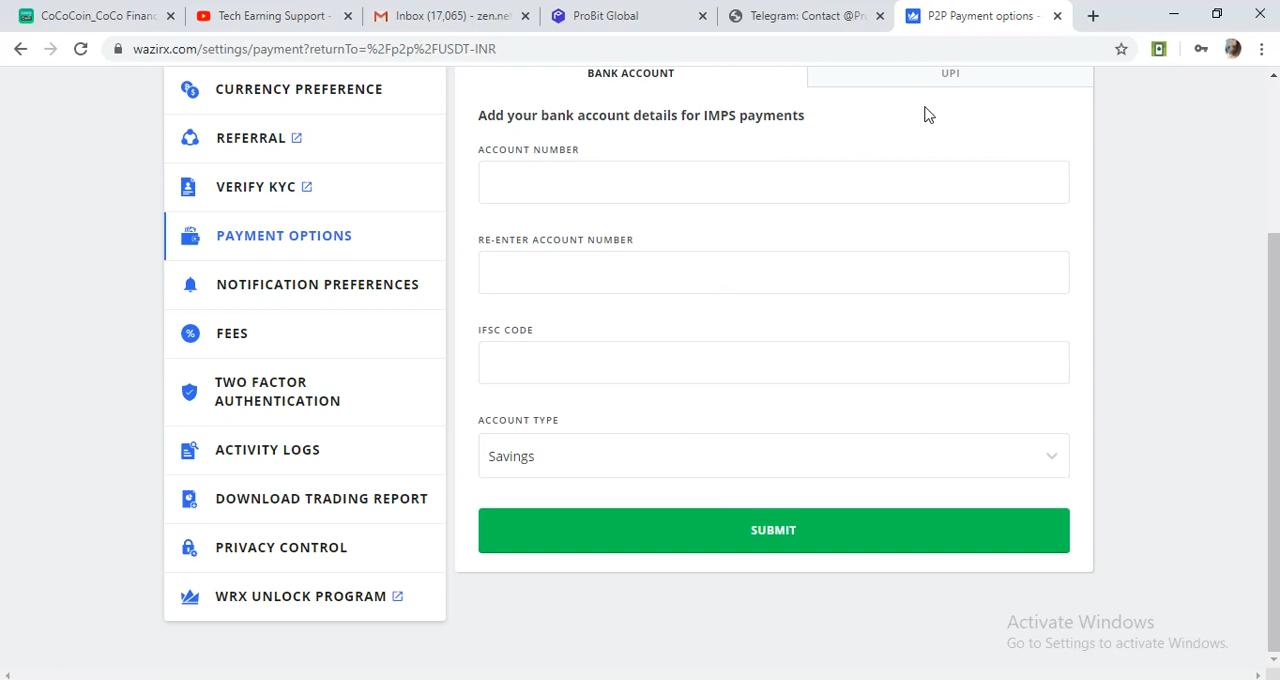 CoCoCoin_CoCo Financ
Tech Earning Support -
Inbox (17,065) - zen.ne
ProBit Global
Telegram: Contact @Pr
P2P Payment options -
wazirx.com/settings/payment?returnTo=%2Fp2p%2FUSDT-INR
CURRENCY PREFERENCE
REFERRAL
VERIFY KYC
PAYMENT OPTIONS
NOTIFICATION PREFERENCES
FEES
TWO FACTOR
AUTHENTICATION
ACTIVITY LOGS
DOWNLOAD TRADING REPORT
PRIVACY CONTROL
WRX UNLOCK PROGRAM
BANK ACCOUNT
UPI
Add your bank account details for IMPS payments
ACCOUNT NUMBER
RE-ENTER ACCOUNT NUMBER
IFSC CODE
ACCOUNT TYPE
Savings
SUBMIT
Activate Windows
Go to Settings to activate Windows.